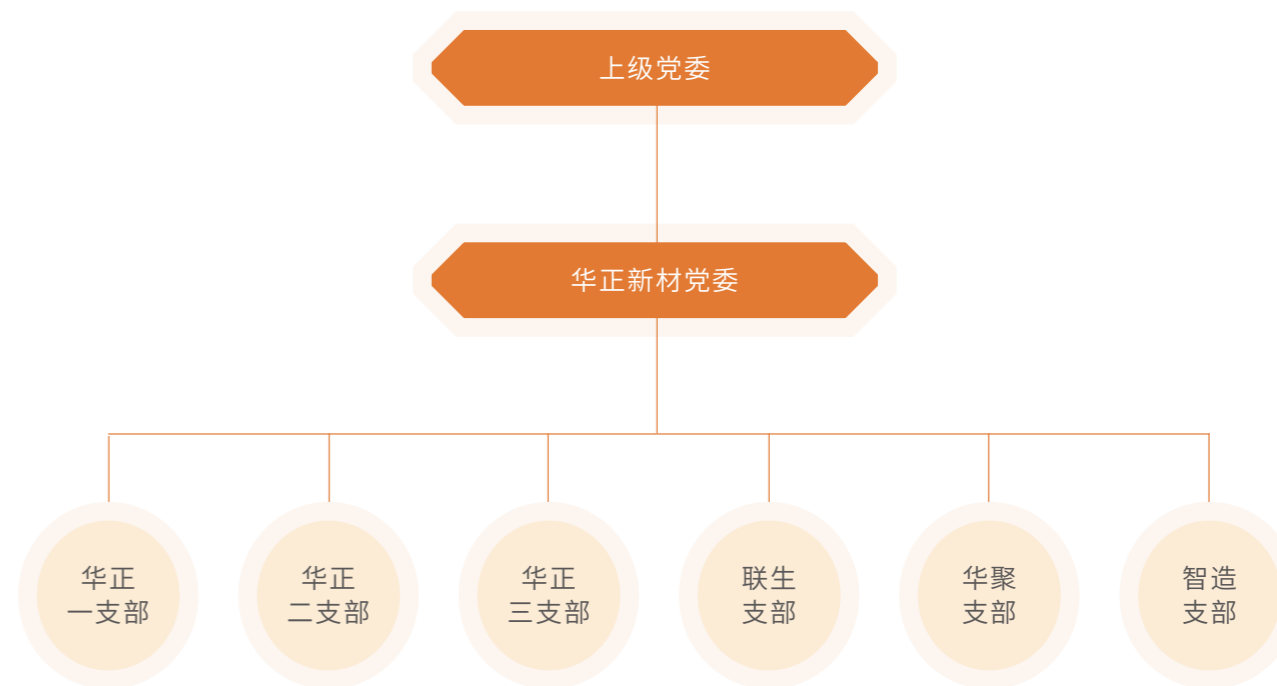 上级党委
华正新材党委
华正
一支部
华正
二支部
华正
三支部
联生
支部
华聚
支部
智造
支部